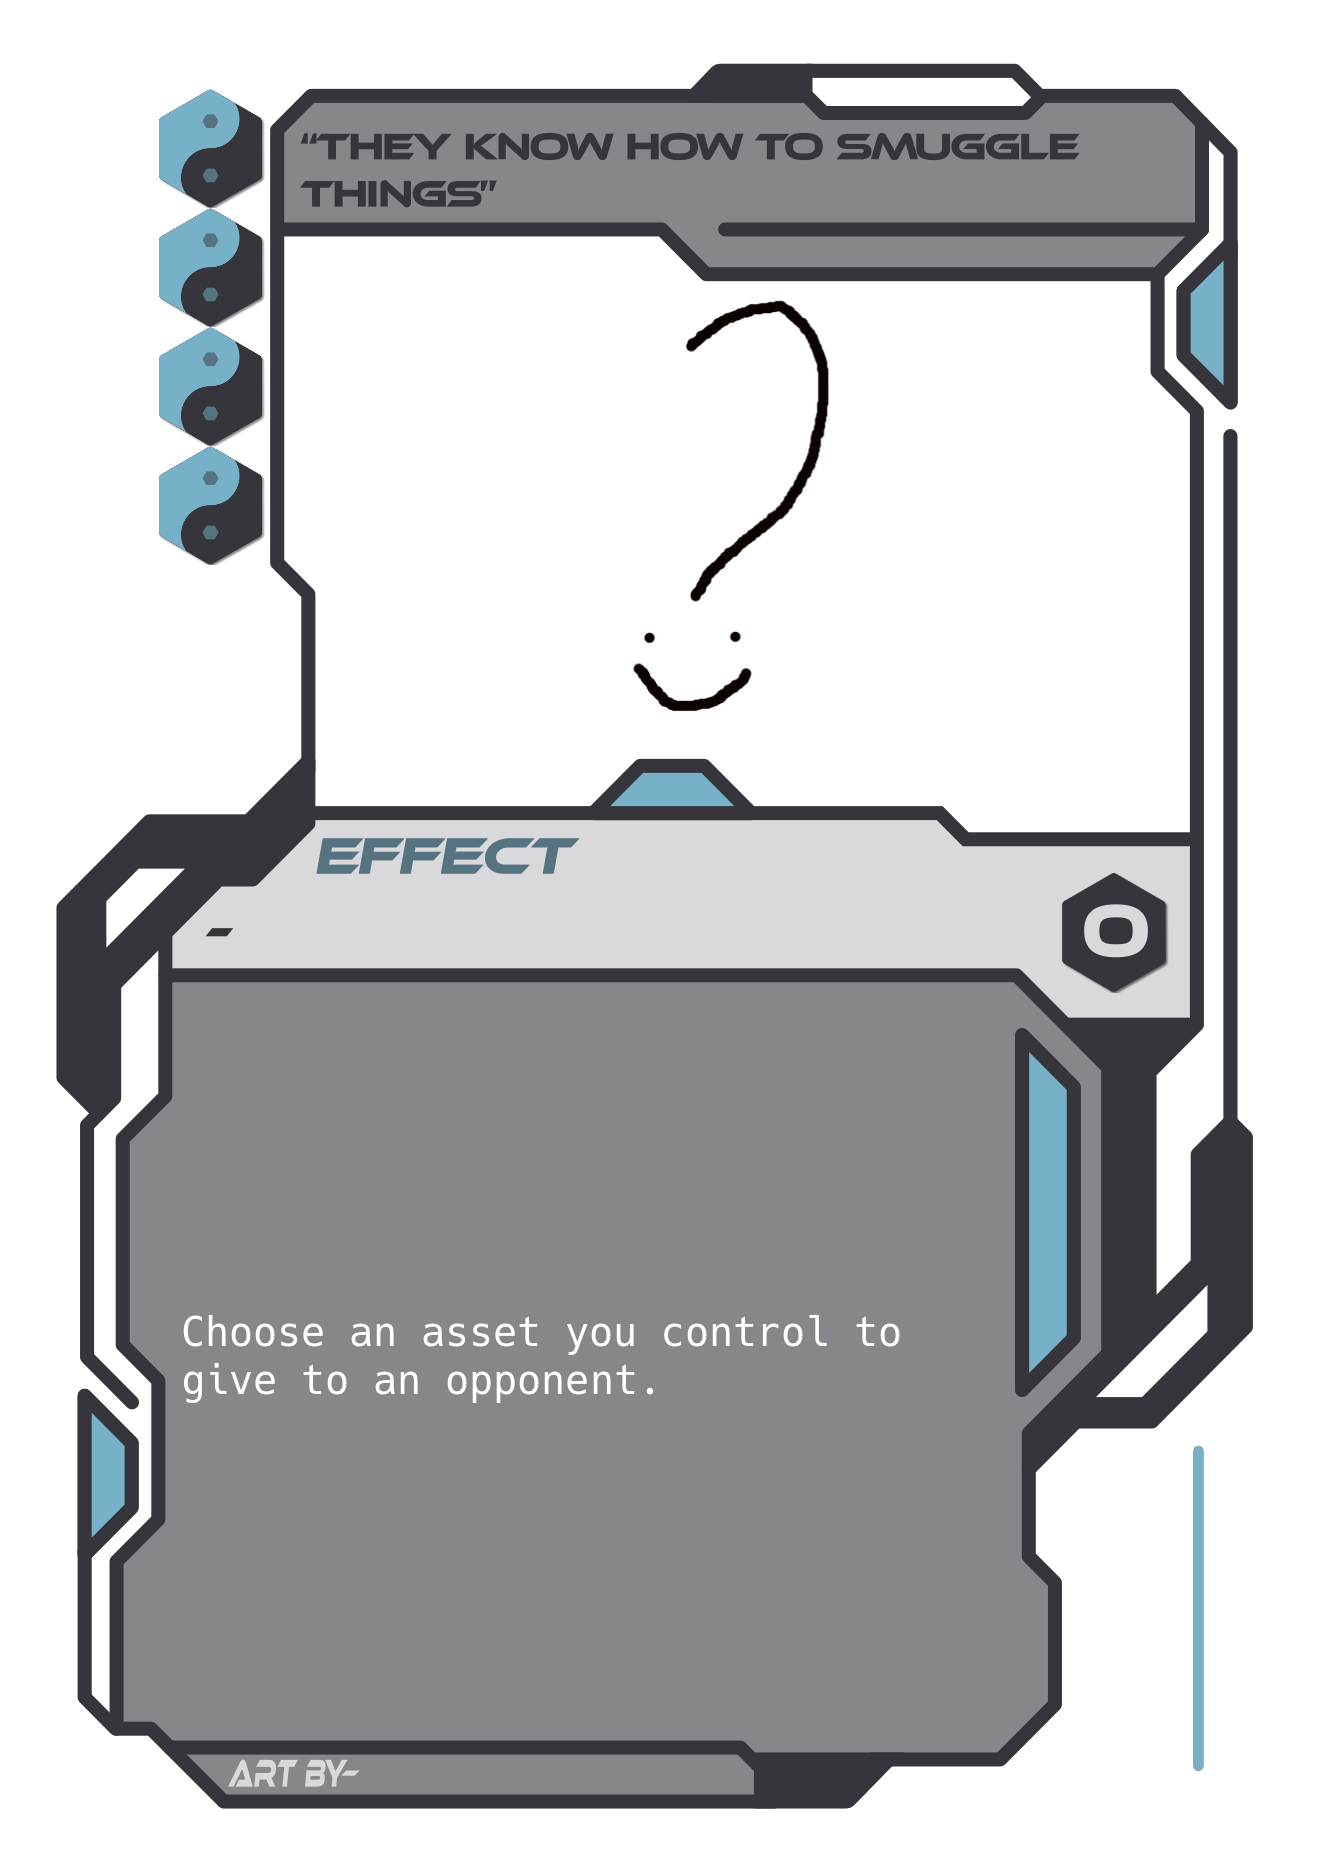 “THEY KNOW HOW TO SMUGGLE
THINGS”
EFFECT
-
0
Choose an asset you control to
give to an opponent.
ART BY-